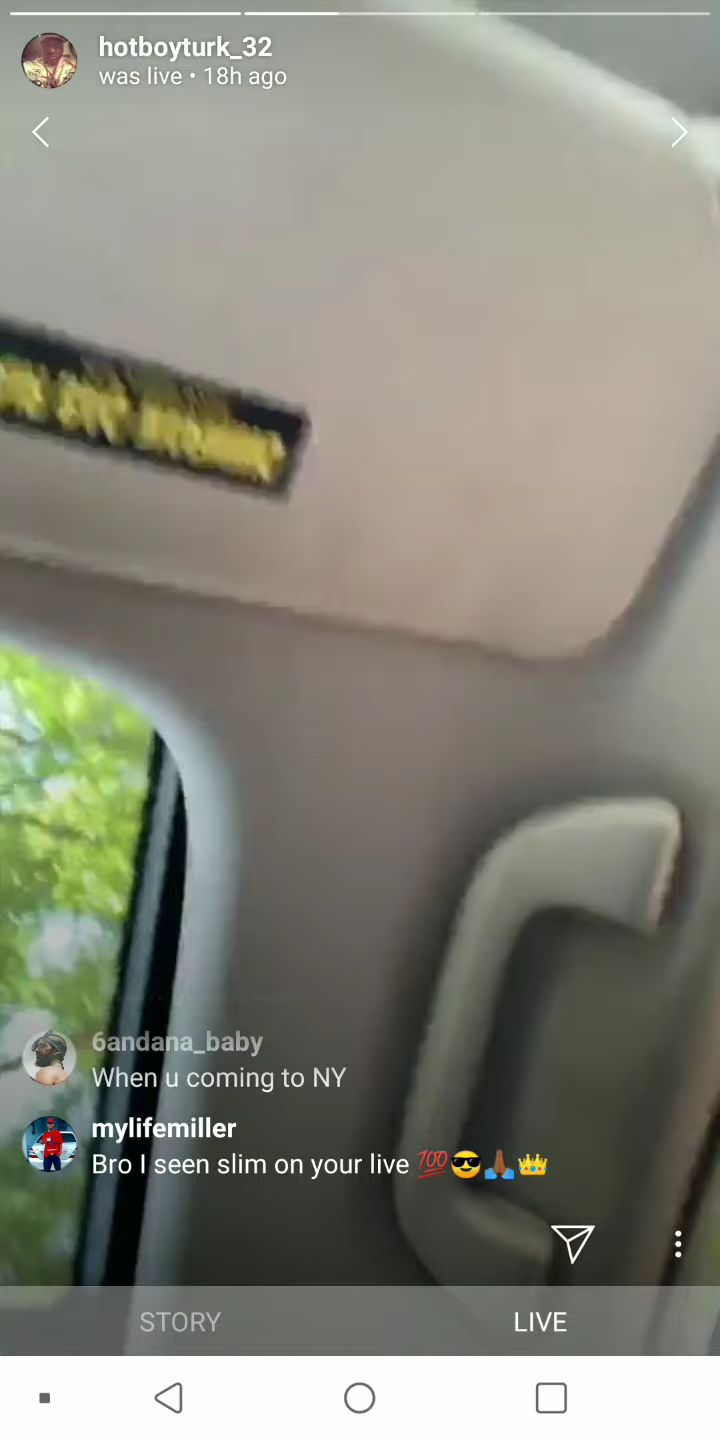 hotboyturk_32
was live • 18h ago
6andana_baby
When u coming to NY
mylifemiller
Bro I seen slim on your live 💯😎🙏🏾👑
STORY
LIVE